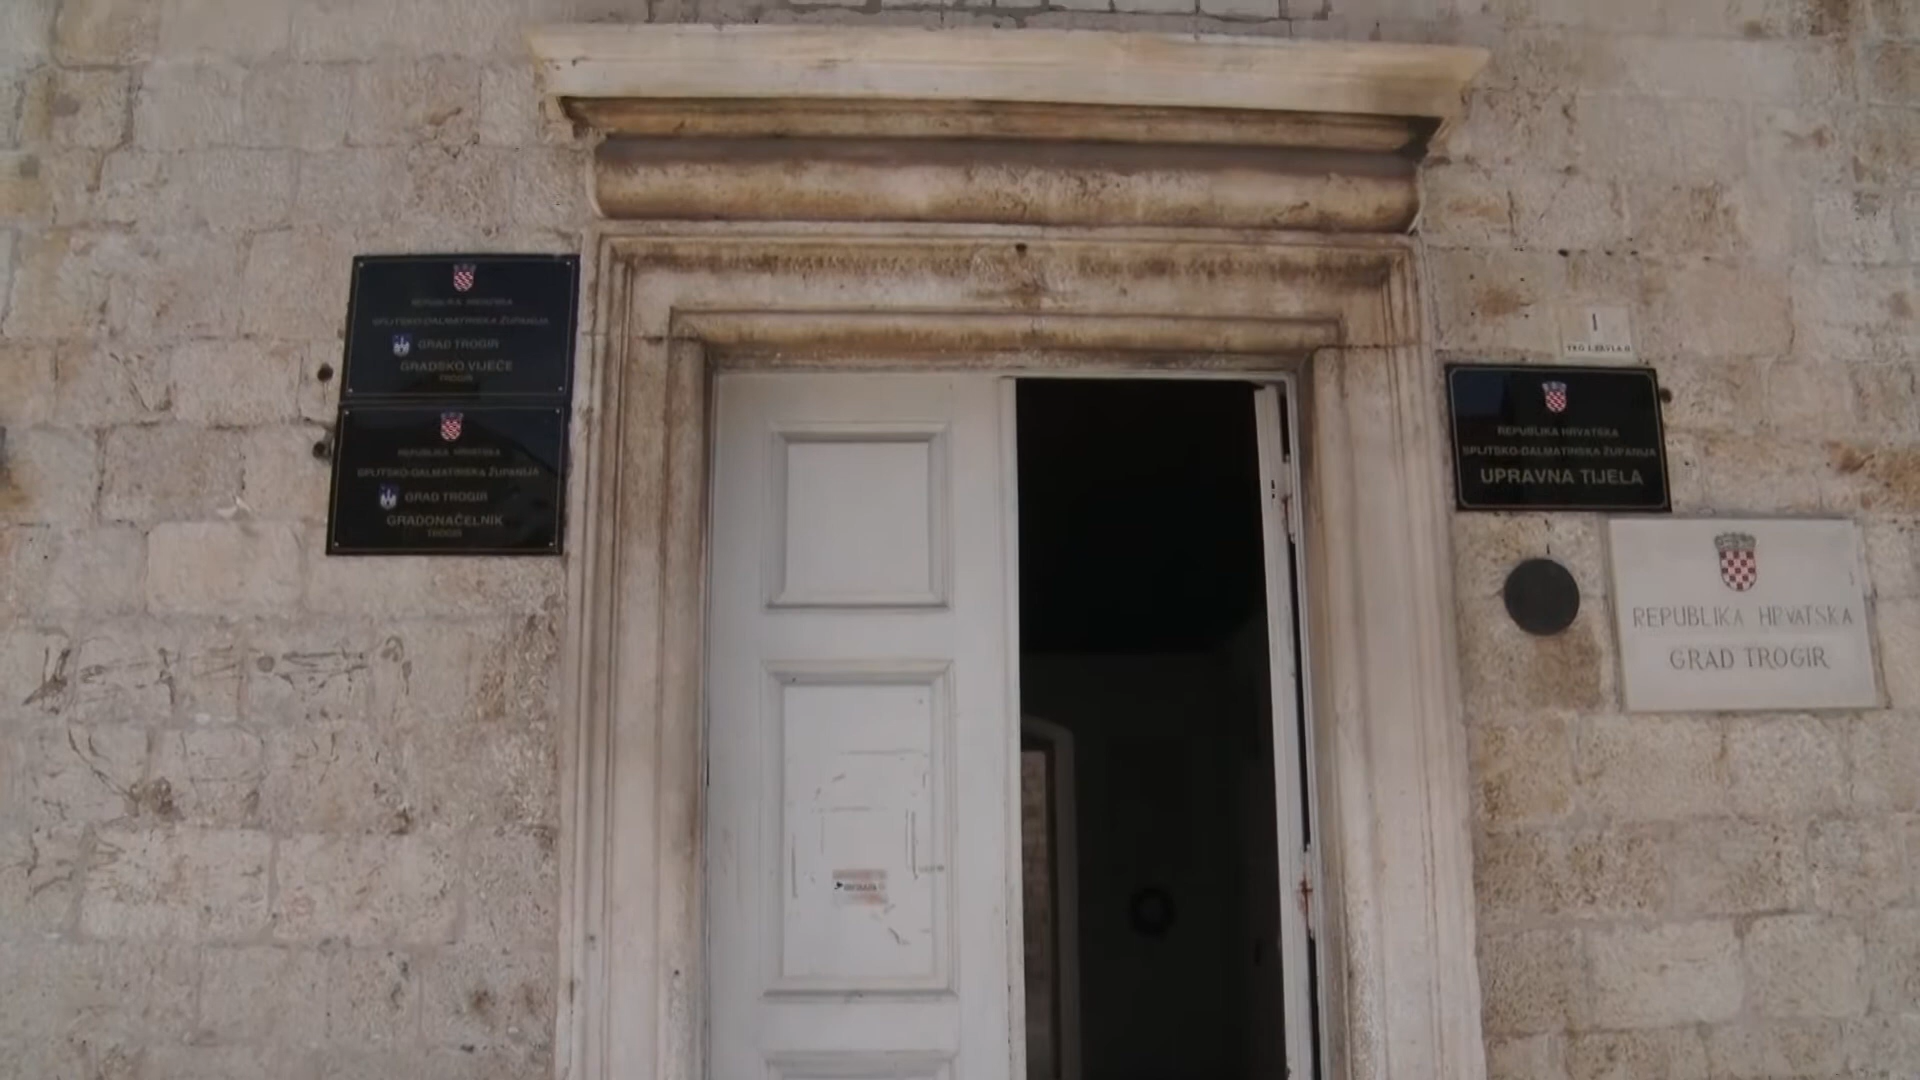 REPUBLIKA HRVATSKA
SPLITSKO-DALMATINSKA ŽUPANIJA
GRAD TROGIR
GRADSKO VIJEĆE
TROGIR
REPUBLIKA HRVATSKA
SPLITSKO-DALMATINSKA ŽUPANIJA
GRAD TROGIR
GRADONAČELNIK
TROGIR
1
REPUBLIKA HRVATSKA
SPLITSKO-DALMATINSKA ŽUPANIJA
UPRAVNA TIJELA
REPUBLIKA HRVATSKA
GRAD TROGIR